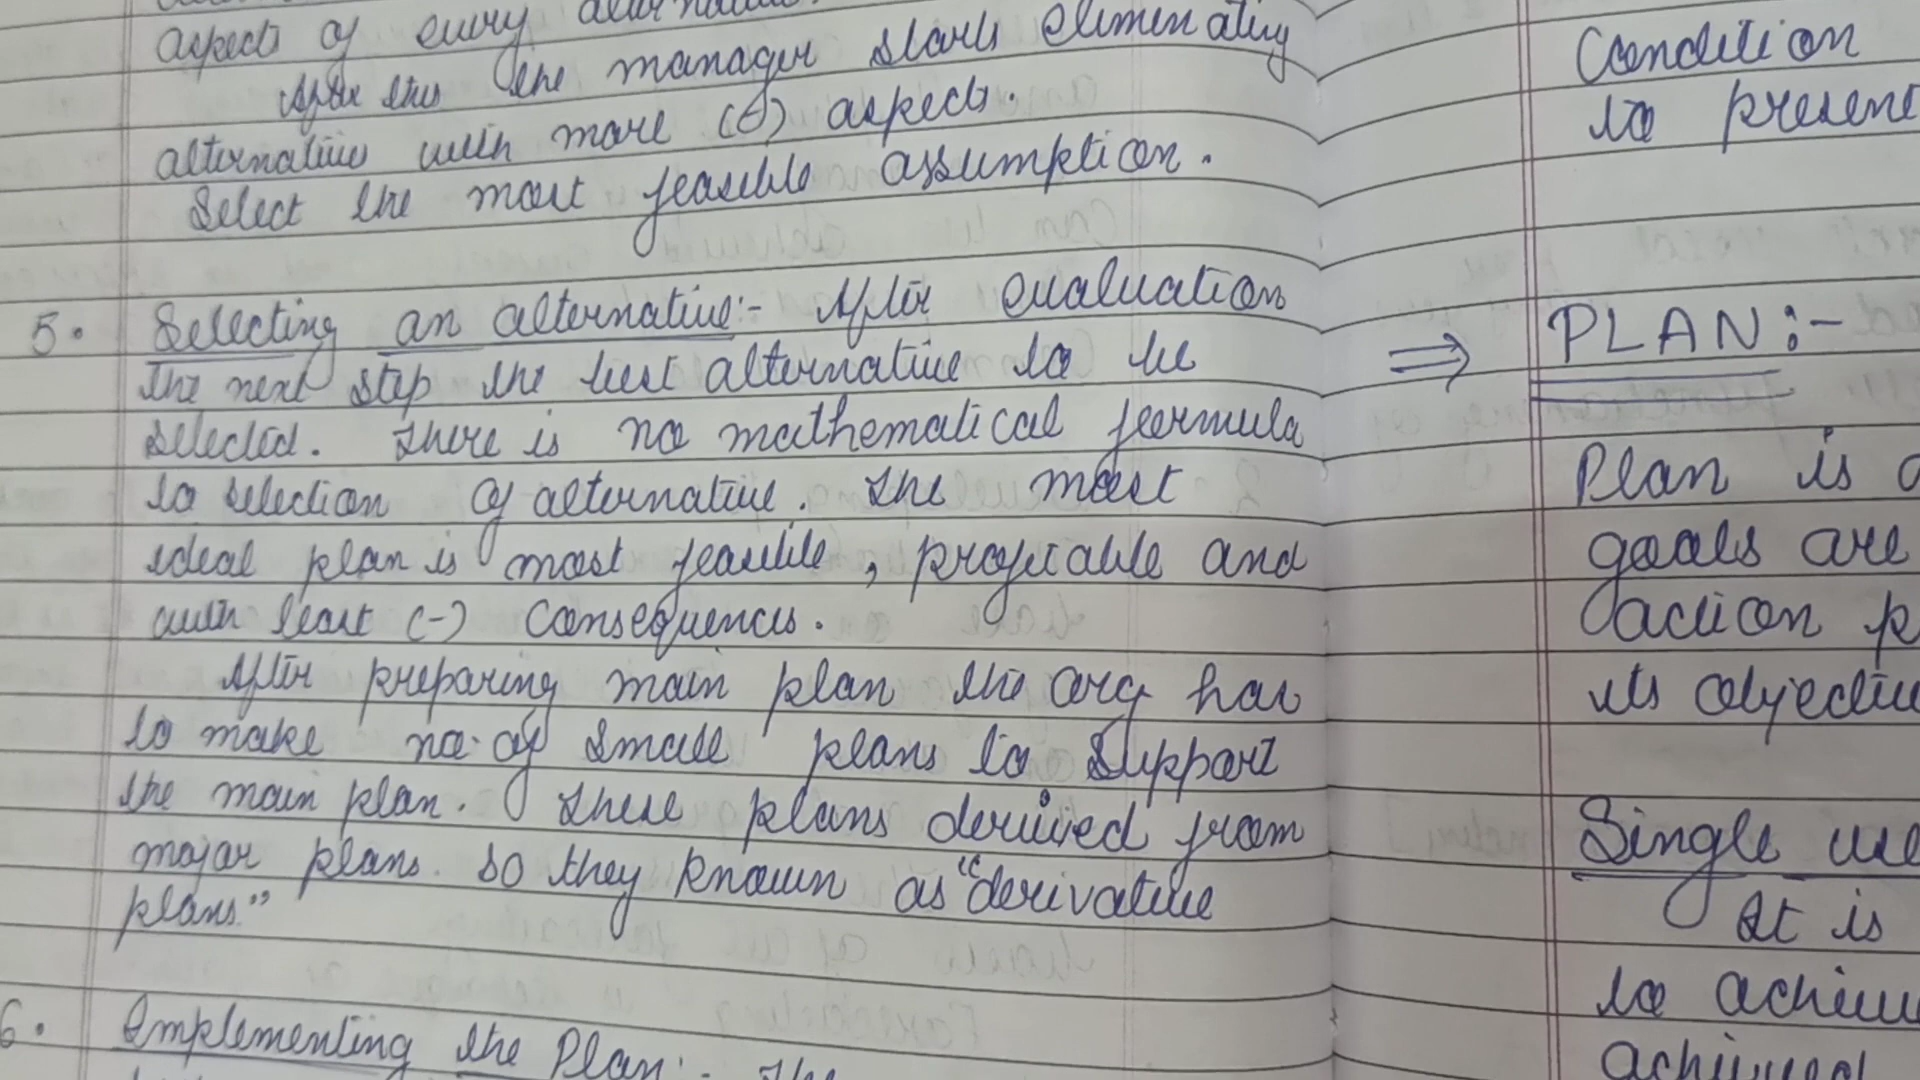 aspects of every
After this the manager starts elimenating
alternative with more (-) aspects.
Select the most feasible assumption.
5. Selecting an alternative:- After evaluation
the next step the best alternative to be
selected. There is no mathematical formula
to selection of alternative. The most
ideal plan is most feasible, profitable and
with least (-) consequences.
After preparing main plan the org has
to make no. of small plans to support
the main plan. These plans derived from
major plans. so they known as "derivative
plans."
6. Implementing the Plan:- The
Condition
to
⇒ PLAN:-
Plan is
goals are
action
its
Single use
It is
to
achieved